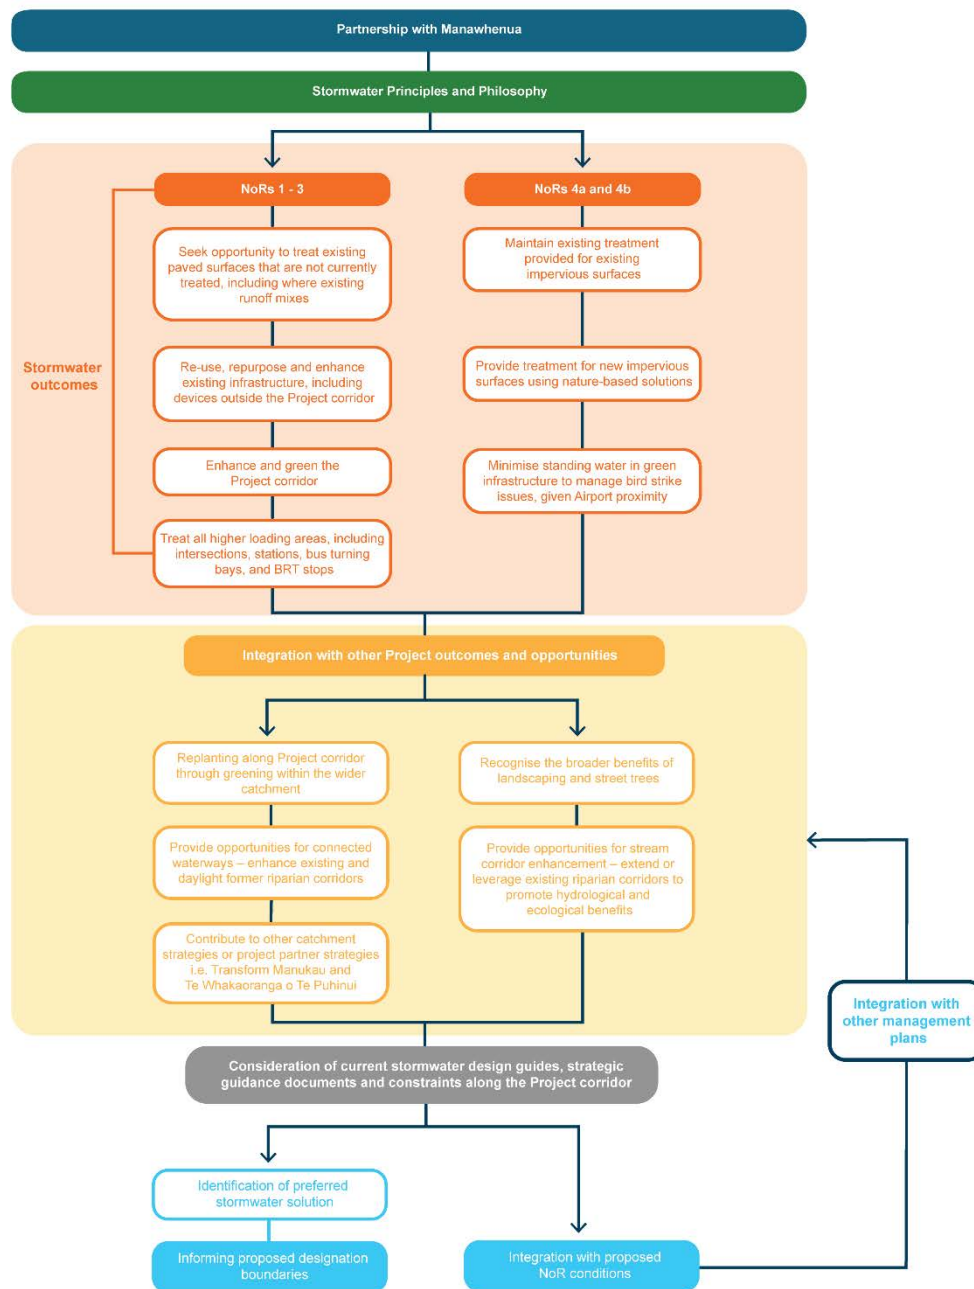 Partnership with Manawhenua
Stormwater Principles and Philosophy
NoRs 1 - 3
Seek opportunity to treat existing
paved surfaces that are not currently
treated, including where existing
runoff mixes
Re-use, repurpose and enhance
existing infrastructure, including
devices outside the Project corridor
Enhance and green the
Project corridor
Treat all higher loading areas, including
intersections, stations, bus turning
bays, and BRT stops
Stormwater
outcomes
NoRs 4a and 4b
Maintain existing treatment
provided for existing
impervious surfaces
Provide treatment for new impervious
surfaces using nature-based solutions
Minimise standing water in green
infrastructure to manage bird strike
issues, given Airport proximity
Integration with other Project outcomes and opportunities
Replanting along Project corridor
through greening within the wider
catchment
Provide opportunities for connected
waterways – enhance existing and
daylight former riparian corridors
Contribute to other catchment
strategies or project partner strategies
i.e. Transform Manukau and
Te Whakaoranga o Te Puhinui
Recognise the broader benefits of
landscaping and street trees
Provide opportunities for stream
corridor enhancement – extend or
leverage existing riparian corridors to
promote hydrological and
ecological benefits
Integration with
other management
plans
Consideration of current stormwater design guides, strategic
guidance documents and constraints along the Project corridor
Identification of preferred
stormwater solution
Informing proposed designation
boundaries
Integration with proposed
NoR conditions